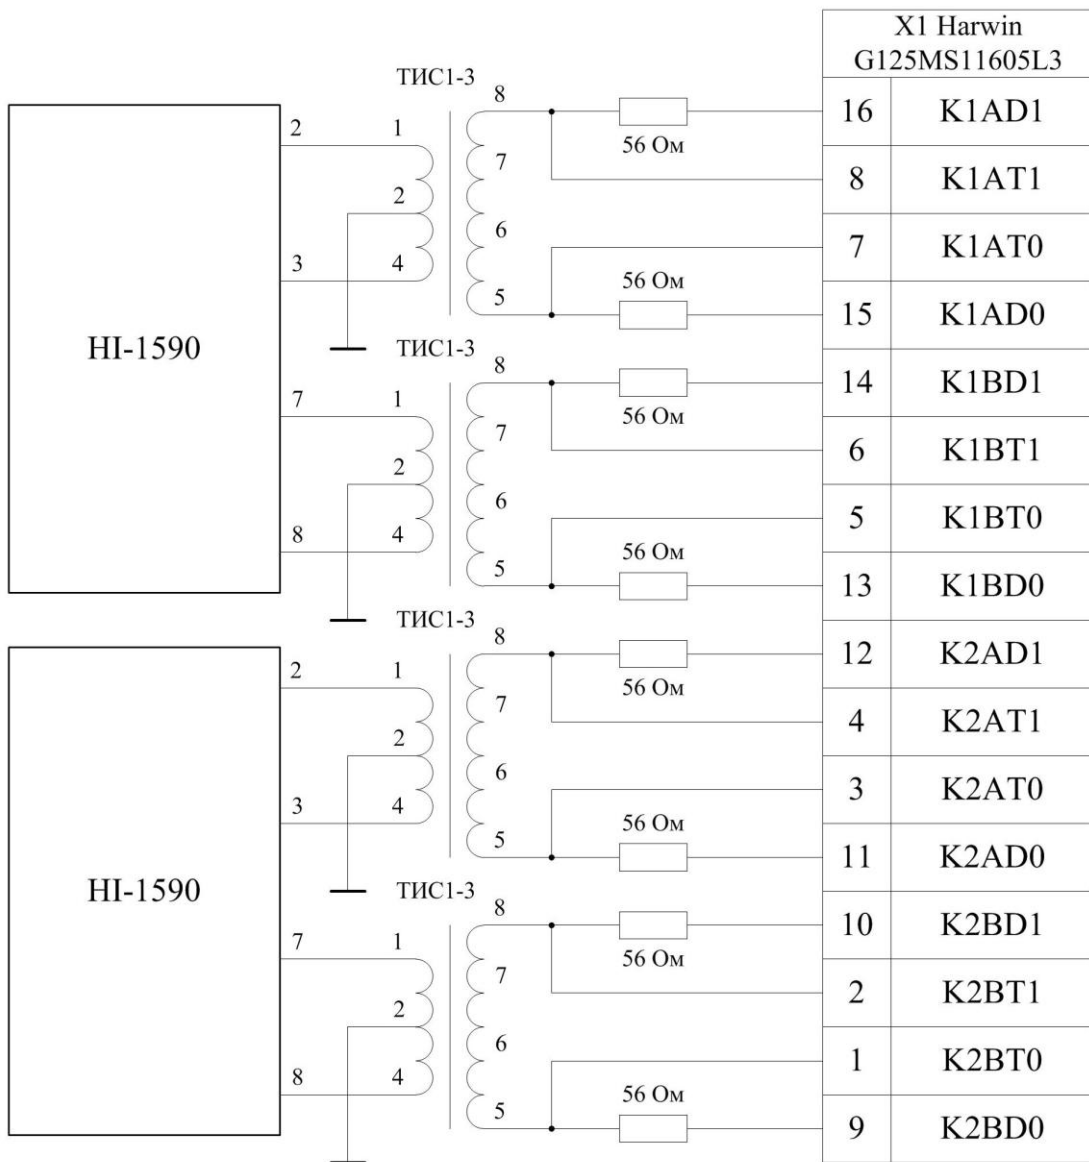 X1 Harwin
G125MS11605L3
ТИС1-3
8
16 K1AD1
2 1
56 Ом
7
8 K1AT1
2
6
7 K1AT0
3 4
56 Ом
5
15 K1AD0
HI-1590
ТИС1-3
8
14 K1BD1
7 1
56 Ом
7
6 K1BT1
2
6
5 K1BT0
8 4
56 Ом
5
13 K1BD0
ТИС1-3
8
12 K2AD1
2 1
56 Ом
7
4 K2AT1
2
6
3 K2AT0
3 4
56 Ом
5
11 K2AD0
HI-1590
ТИС1-3
8
10 K2BD1
7 1
56 Ом
7
2 K2BT1
2
6
1 K2BT0
8 4
56 Ом
5
9 K2BD0